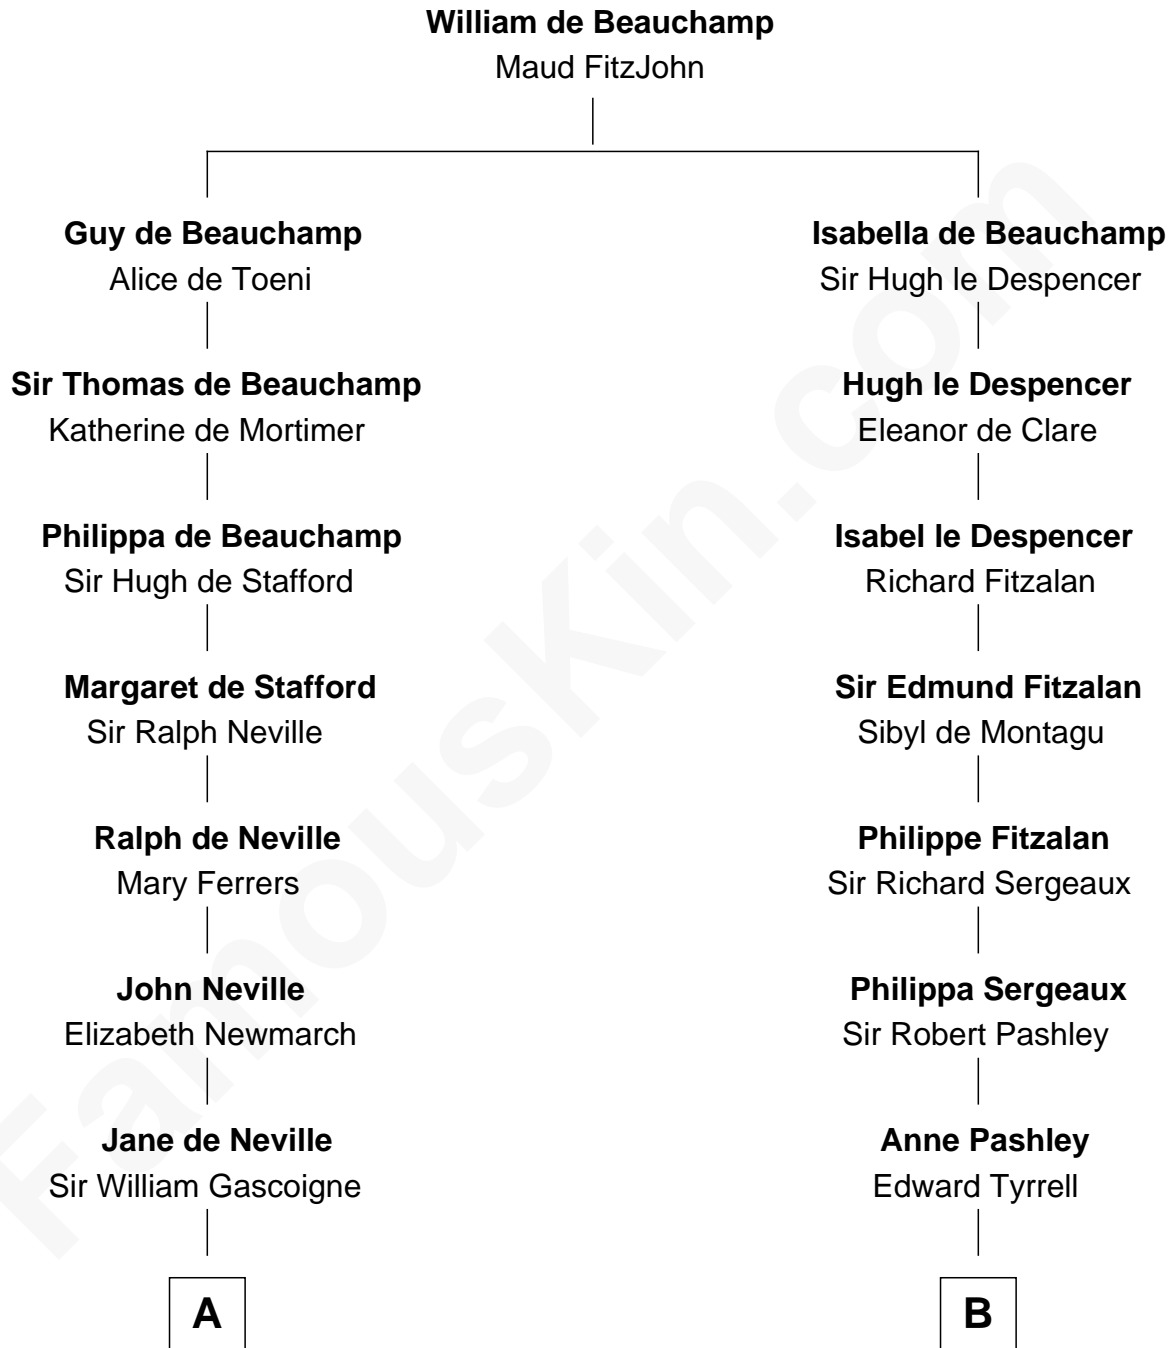 William de Beauchamp
Maud FitzJohn
Guy de Beauchamp
Alice de Toeni
Isabella de Beauchamp
Sir Hugh le Despencer
Sir Thomas de Beauchamp
Katherine de Mortimer
Hugh le Despencer
Eleanor de Clare
Philippa de Beauchamp
Sir Hugh de Stafford
Isabel le Despencer
Richard Fitzalan
Margaret de Stafford
Sir Ralph Neville
Sir Edmund Fitzalan
Sibyl de Montagu
Ralph de Neville
Mary Ferrers
Philippe Fitzalan
Sir Richard Sergeaux
John Neville
Elizabeth Newmarch
Philippa Sergeaux
Sir Robert Pashley
Jane de Neville
Sir William Gascoigne
Anne Pashley
Edward Tyrrell
A
B
FamousKin.com